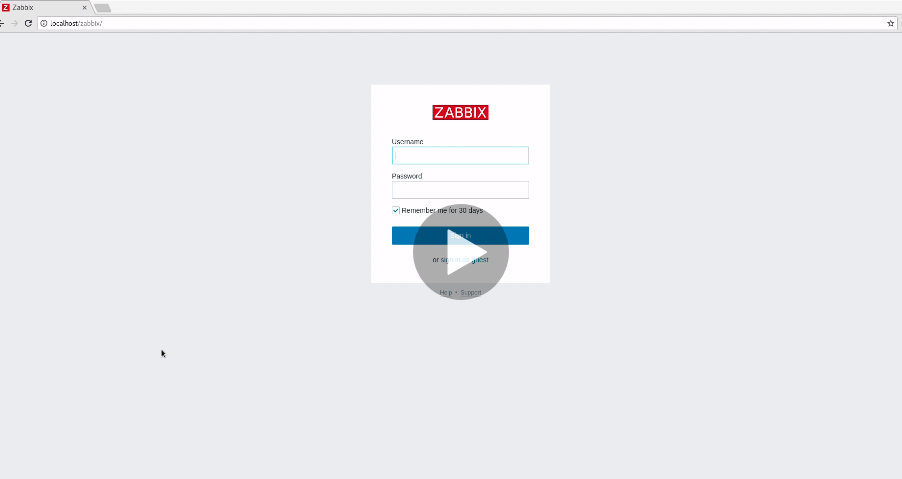 Zabbix
localhost/zabbix/
ZABBIX
Username
Password
Remember me for 30 days
Sign in
or sign in as guest
Help • Support